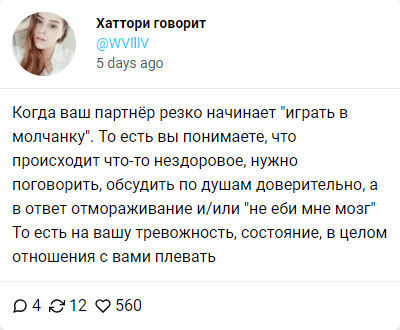 Хаттори говорит
@WVlllV
5 days ago
Когда ваш партнёр резко начинает "играть в
молчанку". То есть вы понимаете, что
происходит что-то нездоровое, нужно
поговорить, обсудить по душам доверительно, а
в ответ отмораживание и/или "не еби мне мозг"
То есть на вашу тревожность, состояние, в целом
отношения с вами плевать
4 12 560